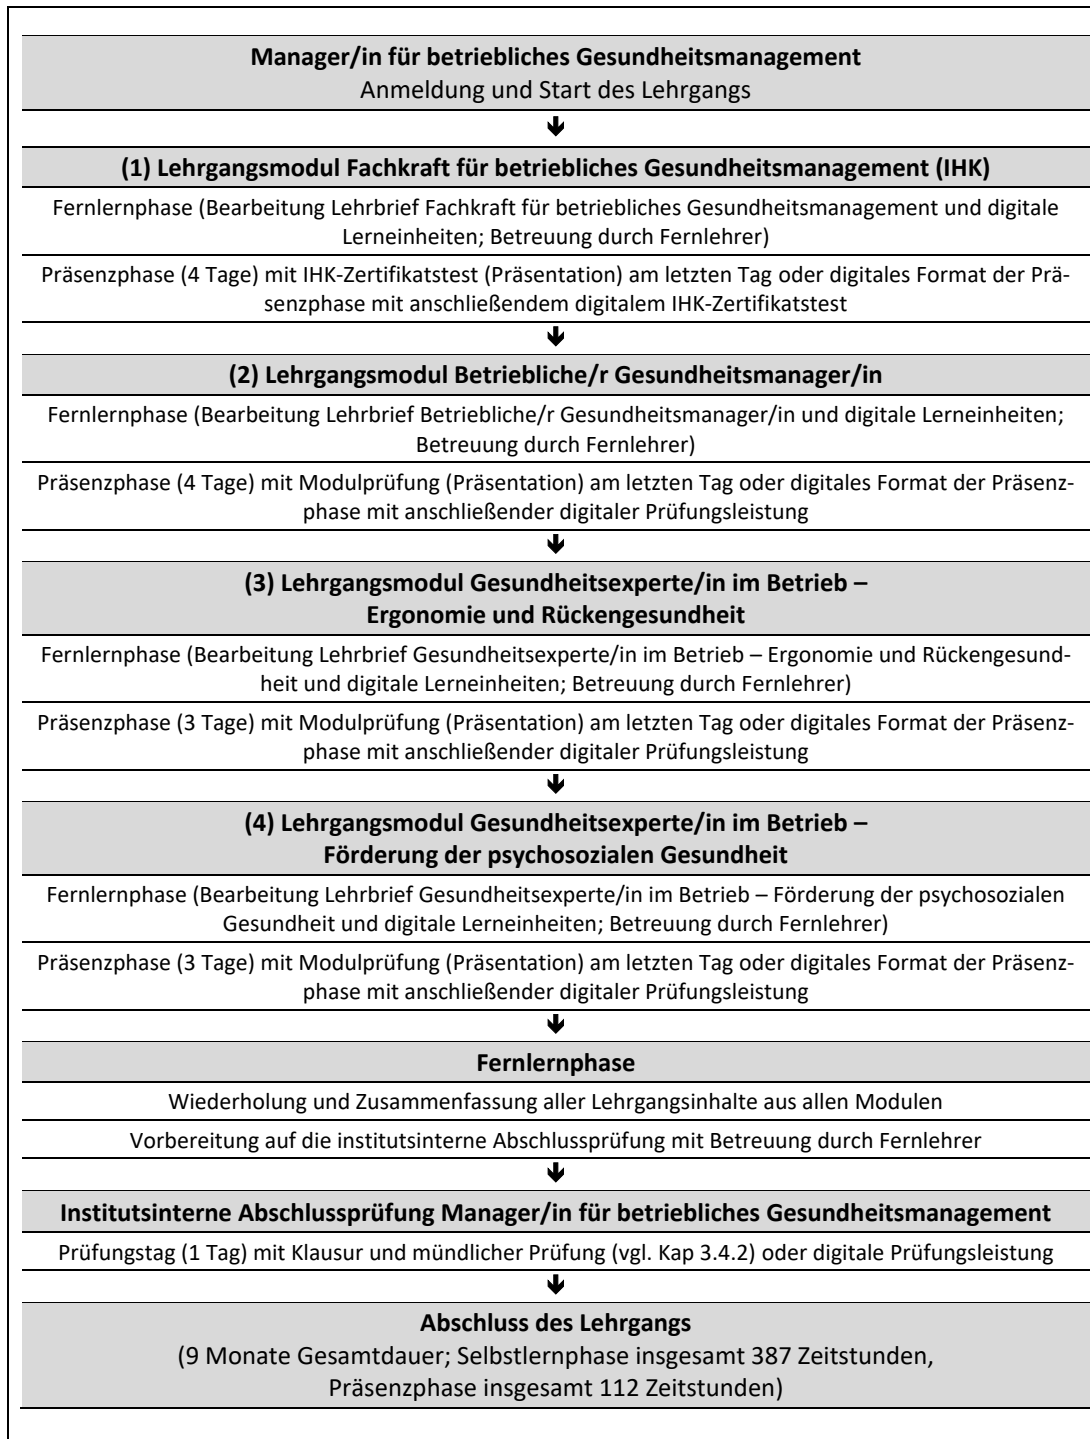 Manager/in für betriebliches Gesundheitsmanagement
Anmeldung und Start des Lehrgangs
(1) Lehrgangsmodul Fachkraft für betriebliches Gesundheitsmanagement (IHK)
Fernlernphase (Bearbeitung Lehrbrief Fachkraft für betriebliches Gesundheitsmanagement und digitale
Lerneinheiten; Betreuung durch Fernlehrer)
Präsenzphase (4 Tage) mit IHK-Zertifikatstest (Präsentation) am letzten Tag oder digitales Format der Prä-
senzphase mit anschließendem digitalem IHK-Zertifikatstest
(2) Lehrgangsmodul Betriebliche/r Gesundheitsmanager/in
Fernlernphase (Bearbeitung Lehrbrief Betriebliche/r Gesundheitsmanager/in und digitale Lerneinheiten;
Betreuung durch Fernlehrer)
Präsenzphase (4 Tage) mit Modulprüfung (Präsentation) am letzten Tag oder digitales Format der Präsenz-
phase mit anschließender digitaler Prüfungsleistung
(3) Lehrgangsmodul Gesundheitsexperte/in im Betrieb –
Ergonomie und Rückengesundheit
Fernlernphase (Bearbeitung Lehrbrief Gesundheitsexperte/in im Betrieb – Ergonomie und Rückengesund-
heit und digitale Lerneinheiten; Betreuung durch Fernlehrer)
Präsenzphase (3 Tage) mit Modulprüfung (Präsentation) am letzten Tag oder digitales Format der Präsenz-
phase mit anschließender digitaler Prüfungsleistung
(4) Lehrgangsmodul Gesundheitsexperte/in im Betrieb –
Förderung der psychosozialen Gesundheit
Fernlernphase (Bearbeitung Lehrbrief Gesundheitsexperte/in im Betrieb – Förderung der psychosozialen
Gesundheit und digitale Lerneinheiten; Betreuung durch Fernlehrer)
Präsenzphase (3 Tage) mit Modulprüfung (Präsentation) am letzten Tag oder digitales Format der Präsenz-
phase mit anschließender digitaler Prüfungsleistung
Fernlernphase
Wiederholung und Zusammenfassung aller Lehrgangsinhalte aus allen Modulen
Vorbereitung auf die institutsinterne Abschlussprüfung mit Betreuung durch Fernlehrer
Institutsinterne Abschlussprüfung Manager/in für betriebliches Gesundheitsmanagement
Prüfungstag (1 Tag) mit Klausur und mündlicher Prüfung (vgl. Kap 3.4.2) oder digitale Prüfungsleistung
Abschluss des Lehrgangs
(9 Monate Gesamtdauer; Selbstlernphase insgesamt 387 Zeitstunden,
Präsenzphase insgesamt 112 Zeitstunden)